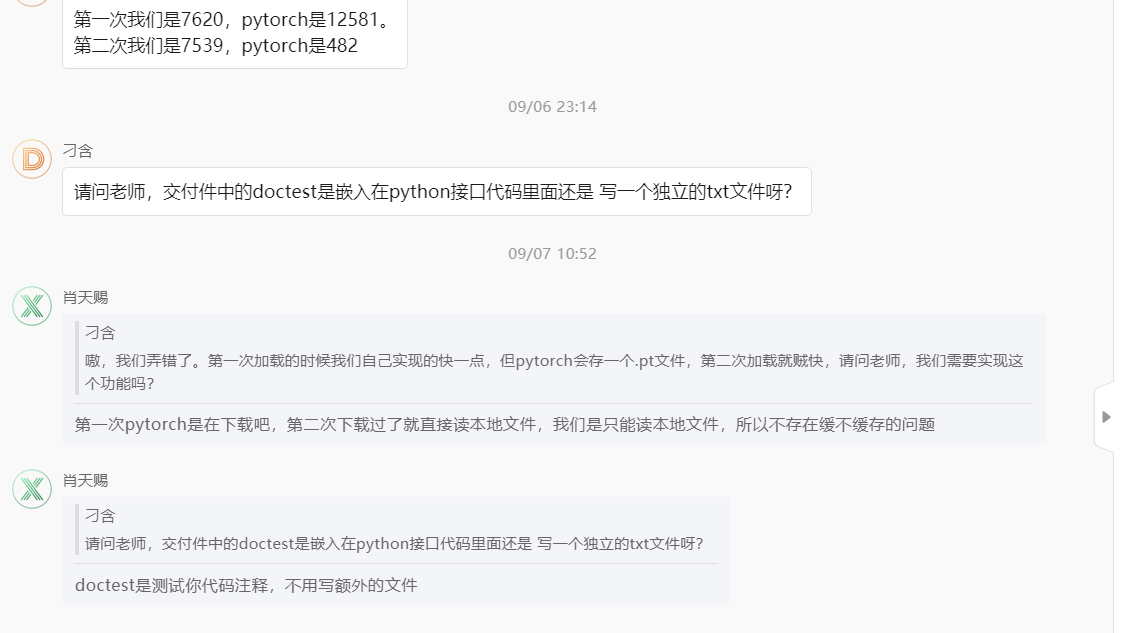 第一次我们是7620，pytorch是12581。
第二次我们是7539，pytorch是482
09/06 23:14
刁含
请问老师，交付件中的doctest是嵌入在python接口代码里面还是 写一个独立的txt文件呀？
09/07 10:52
肖天赐
刁含
嗷，我们弄错了。第一次加载的时候我们自己实现的快一点，但pytorch会存一个.pt文件，第二次加载就贼快，请问老师，我们需要实现这
个功能吗？
第一次pytorch是在下载吧，第二次下载过了就直接读本地文件，我们是只能读本地文件，所以不存在缓不缓存的问题
肖天赐
刁含
请问老师，交付件中的doctest是嵌入在python接口代码里面还是 写一个独立的txt文件呀？
doctest是测试你代码注释，不用写额外的文件